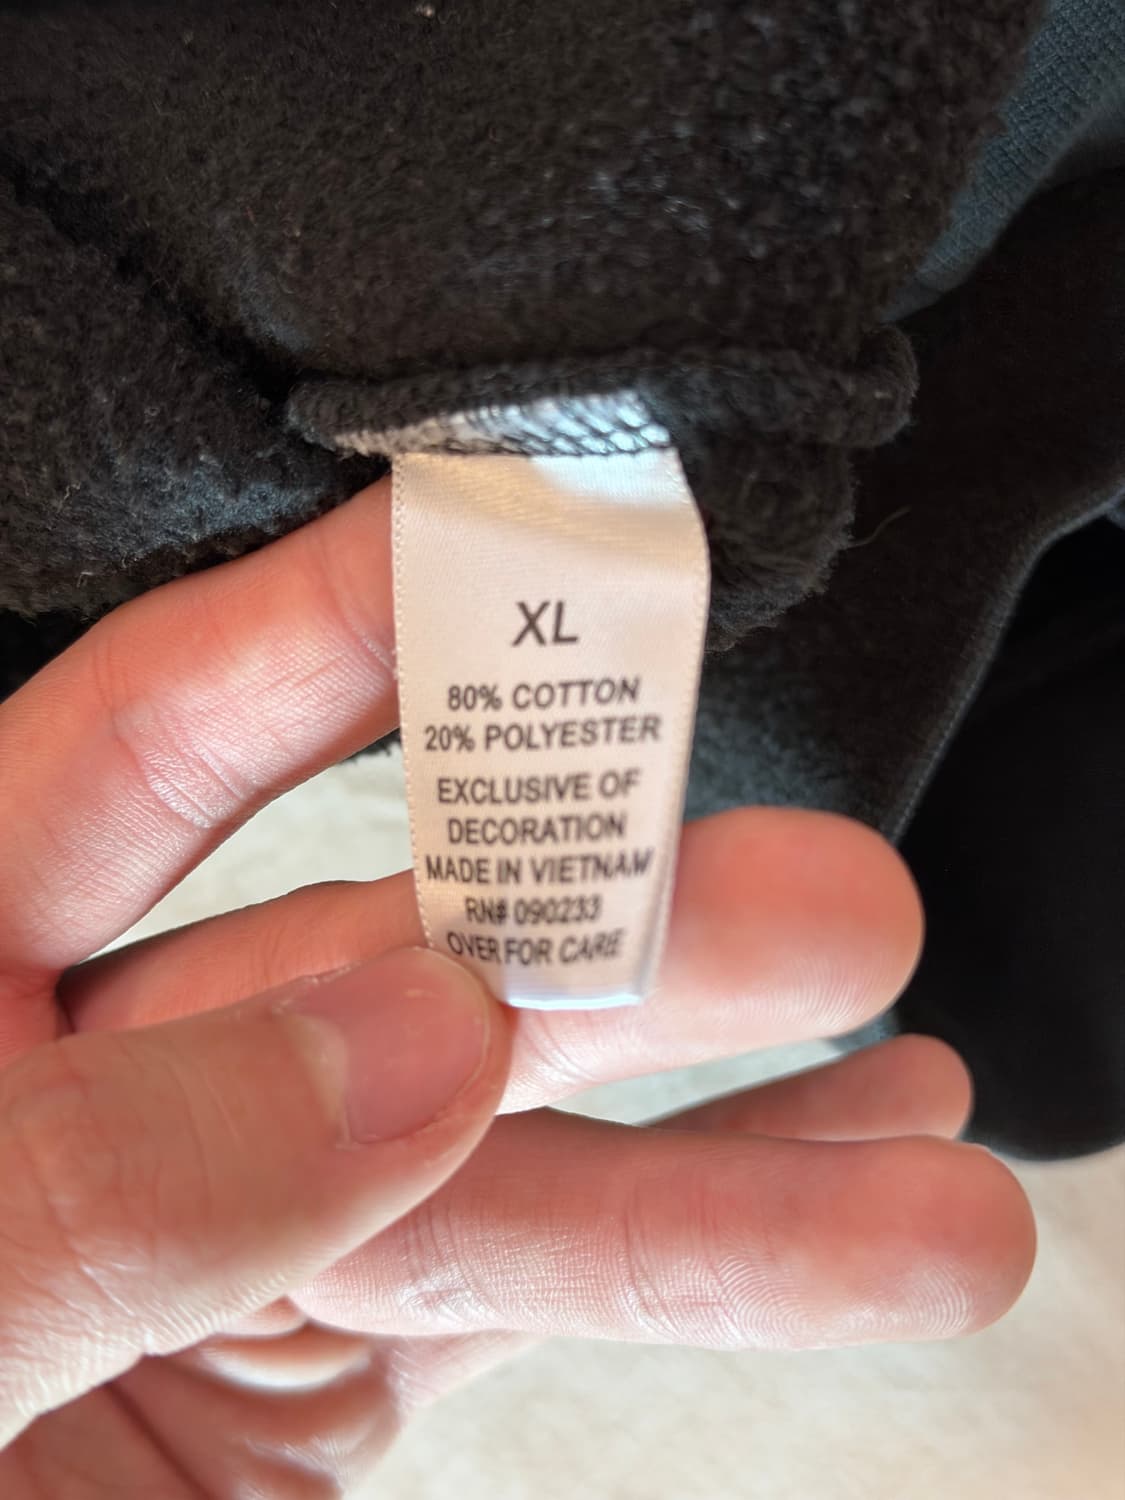 XL
80% COTTON
20% POLYESTER
EXCLUSIVE OF
DECORATION
MADE IN VIETNAM
RN# 090233
OVER FOR CARE